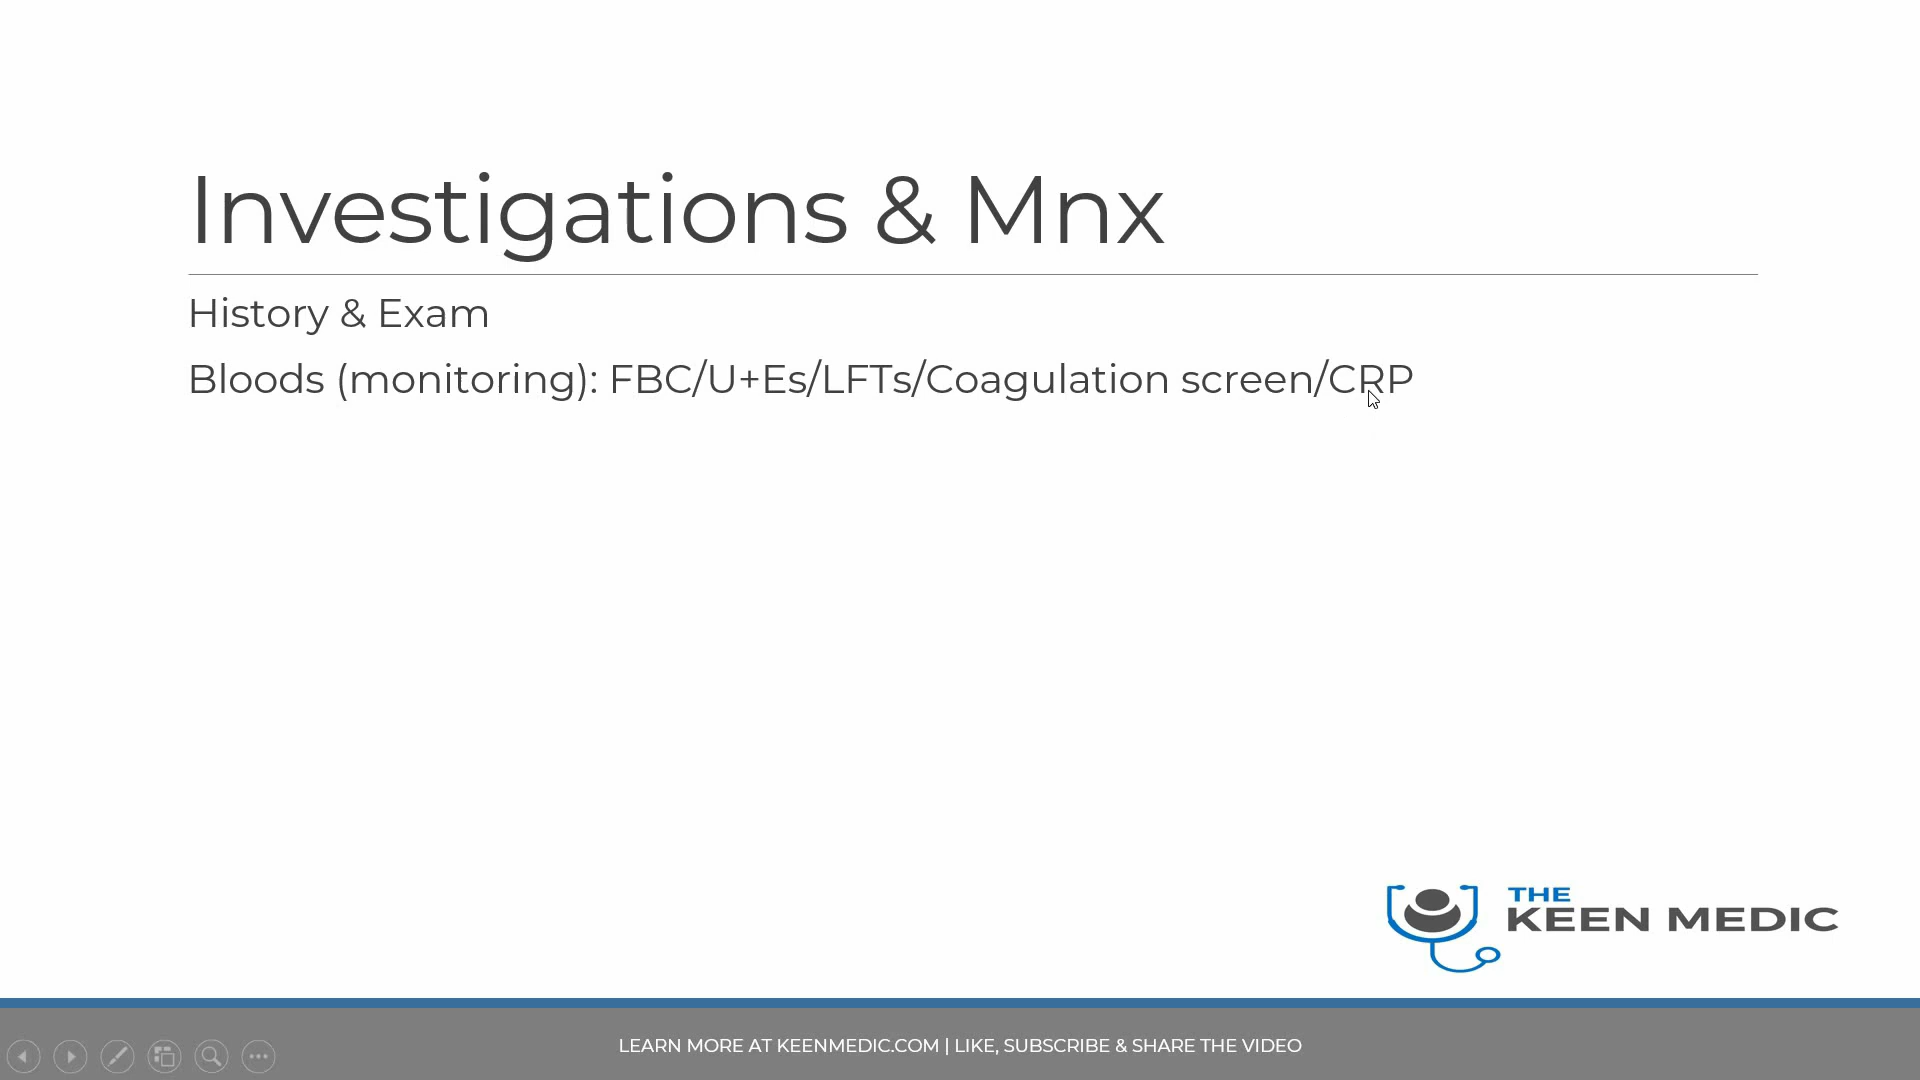 Investigations & Mnx
History & Exam
Bloods (monitoring): FBC/U+Es/LFTs/Coagulation screen/CRP
THE
KEEN MEDIC
LEARN MORE AT KEENMEDIC.COM | LIKE, SUBSCRIBE & SHARE THE VIDEO